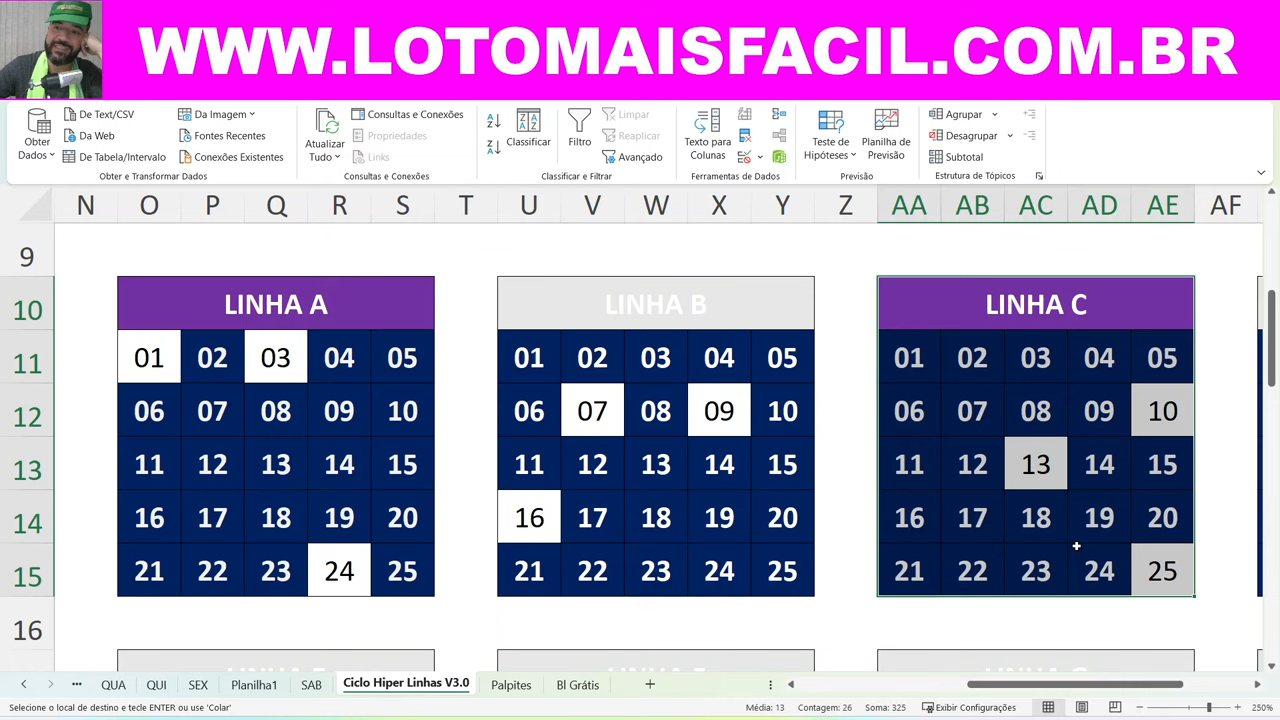 WWW.LOTOMAISFACIL.COM.BR
Obter Dados
De Text/CSV
Da Web
De Tabela/Intervalo
Da Imagem
Fontes Recentes
Conexões Existentes
Obter e Transformar Dados
Atualizar Tudo
Consultas e Conexões
Propriedades
Links
Consultas e Conexões
Classificar
Filtro
Limpar
Reaplicar
Avançado
Classificar e Filtrar
Texto para Colunas
Ferramentas de Dados
Teste de Hipóteses
Planilha de Previsão
Previsão
Agrupar
Desagrupar
Subtotal
Estrutura de Tópicos
N O P Q R S T U V W X Y Z AA AB AC AD AE AF
9
10
11
12
13
14
15
16
LINHA A
01 02 03 04 05
06 07 08 09 10
11 12 13 14 15
16 17 18 19 20
21 22 23 24 25
LINHA B
01 02 03 04 05
06 07 08 09 10
11 12 13 14 15
16 17 18 19 20
21 22 23 24 25
LINHA C
01 02 03 04 05
06 07 08 09 10
11 12 13 14 15
16 17 18 19 20
21 22 23 24 25
QUA QUI SEX Planilha1 SAB Ciclo Hiper Linhas V3.0 Palpites Bl Grátis
Selecione o local de destino e tecle ENTER ou use 'Colar' Média: 13 Contagem: 26 Soma: 325 Exibir Configurações 250%